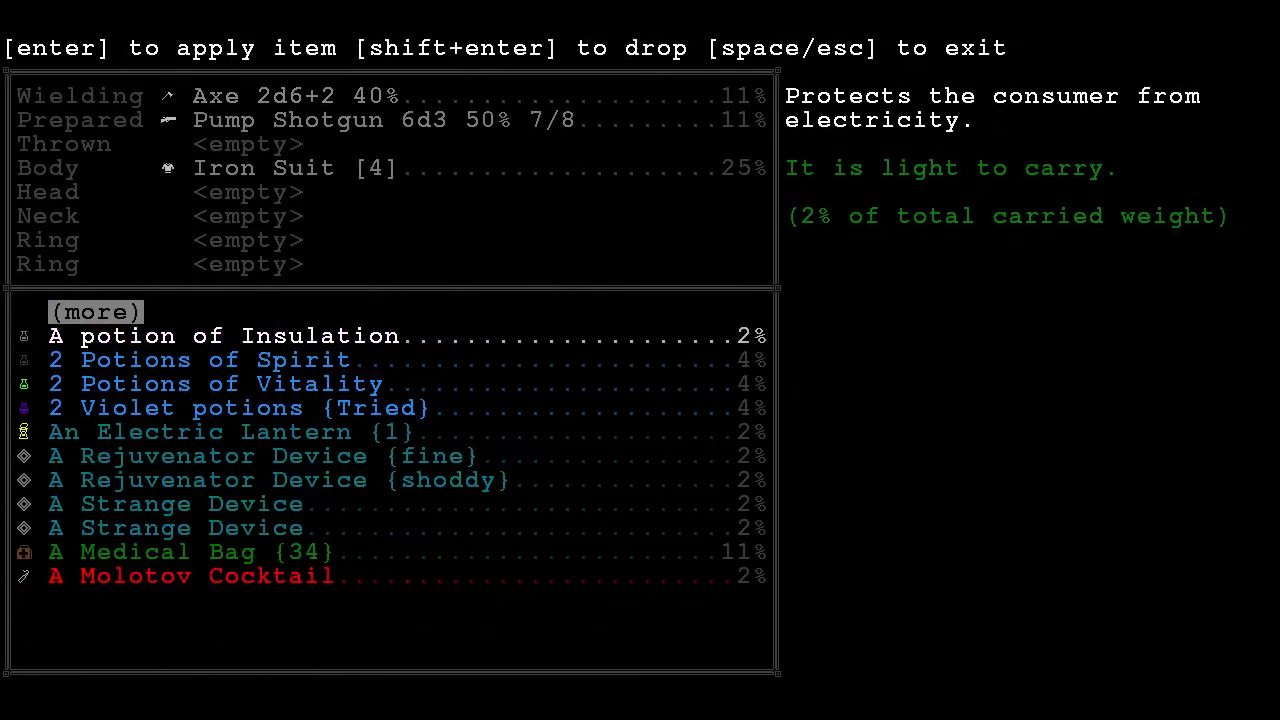 [enter] to apply item [shift+enter] to drop [space/esc] to exit
Wielding Axe 2d6+2 40%....................11%
Prepared Pump Shotgun 6d3 50% 7/8.........11%
Thrown <empty>
Body Iron Suit [4]....................25%
Head <empty>
Neck <empty>
Ring <empty>
Ring <empty>
(more)
A potion of Insulation.....................2%
2 Potions of Spirit........................4%
2 Potions of Vitality......................4%
2 Violet potions {Tried}...................4%
An Electric Lantern {1}....................2%
A Rejuvenator Device {fine}................2%
A Rejuvenator Device {shoddy}..............2%
A Strange Device...........................2%
A Strange Device...........................2%
A Medical Bag {34}........................11%
A Molotov Cocktail.........................2%
Protects the consumer from
electricity.
It is light to carry.
(2% of total carried weight)